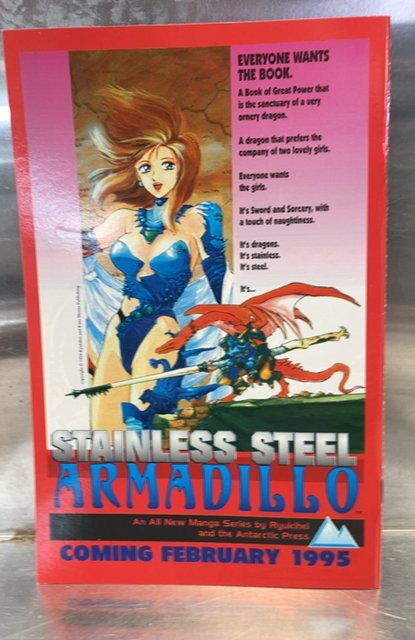 EVERYONE WANTS
THE BOOK.
A Book of Great Power that
is the sanctuary of a very
ornery dragon.
A dragon that prefers the
company of two lovely girls.
Everyone wants
the girls.
It's Sword and Sorcery, with
a touch of naughtiness.
It's dragons.
It's stainless.
It's steel.
It's...
STAINLESS STEEL
ARMADILLO
An All New Manga Series by Ryukihei
and the Antarctic Press
COMING FEBRUARY 1995